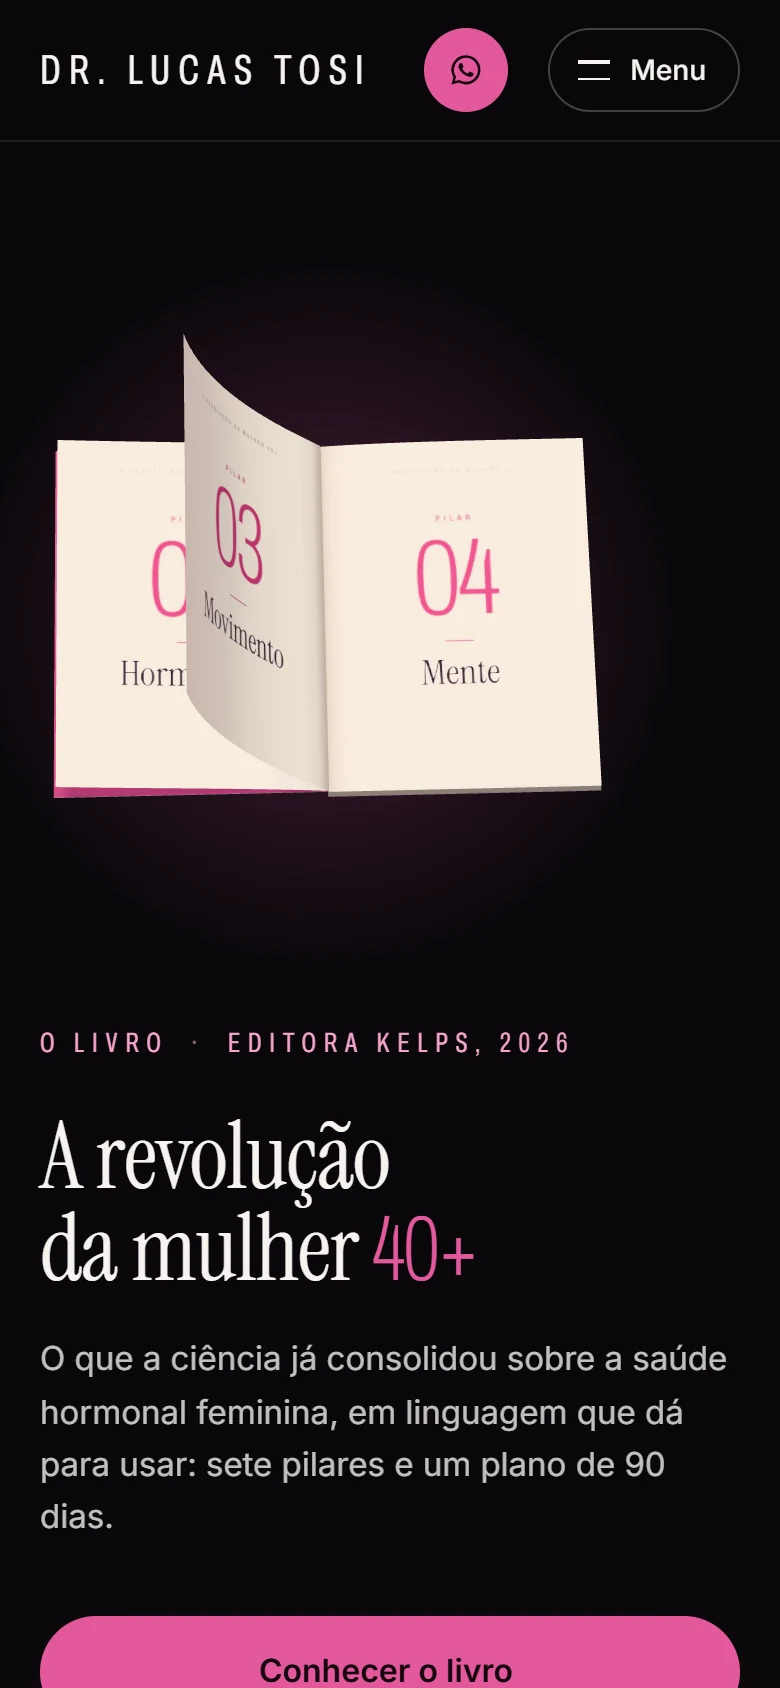 DR. LUCAS TOSI
Menu
PILAR
03
Movimento
PILAR
04
Mente
O LIVRO · EDITORA KELPS, 2026
A revolução
da mulher 40+
O que a ciência já consolidou sobre a saúde
hormonal feminina, em linguagem que dá
para usar: sete pilares e um plano de 90
dias.
Conhecer o livro